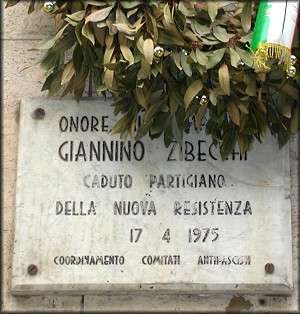 ONORE
GIANNINO ZIBECCHI
CADUTO PARTIGIANO
DELLA NUOVA RESISTENZA
17 4 1975
COORDINAMENTO COMITATI ANTIFASCISTI